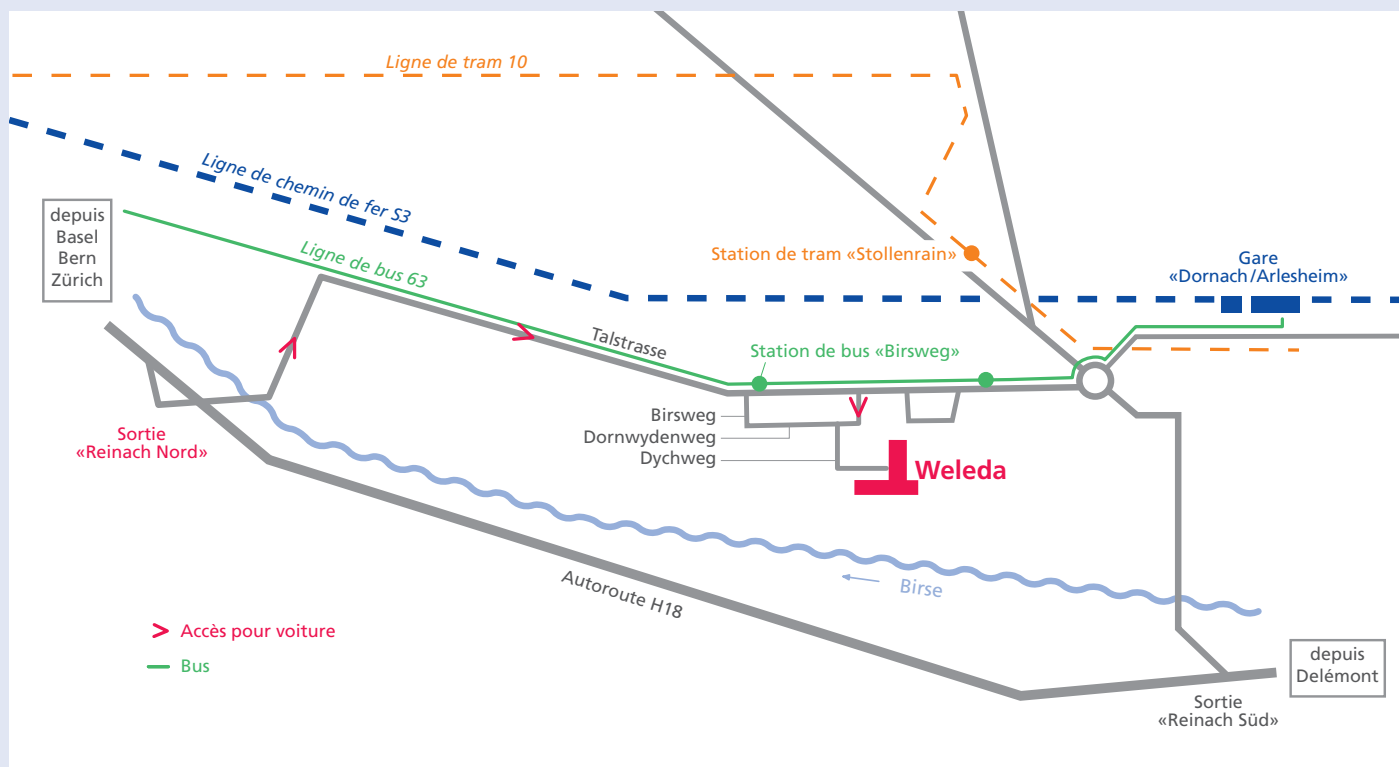 Ligne de tram 10
Ligne de chemin de fer S3
depuis
Basel
Bern
Zürich
Ligne de bus 63
Station de tram «Stollenrain»
Gare
«Dornach/Arlesheim»
Talstrasse
Station de bus «Birsweg»
Birsweg
Dornwydenweg
Dychweg
Sortie
«Reinach Nord»
Weleda
Autoroute H18
Birse
Accès pour voiture
Bus
depuis
Delémont
Sortie
«Reinach Süd»